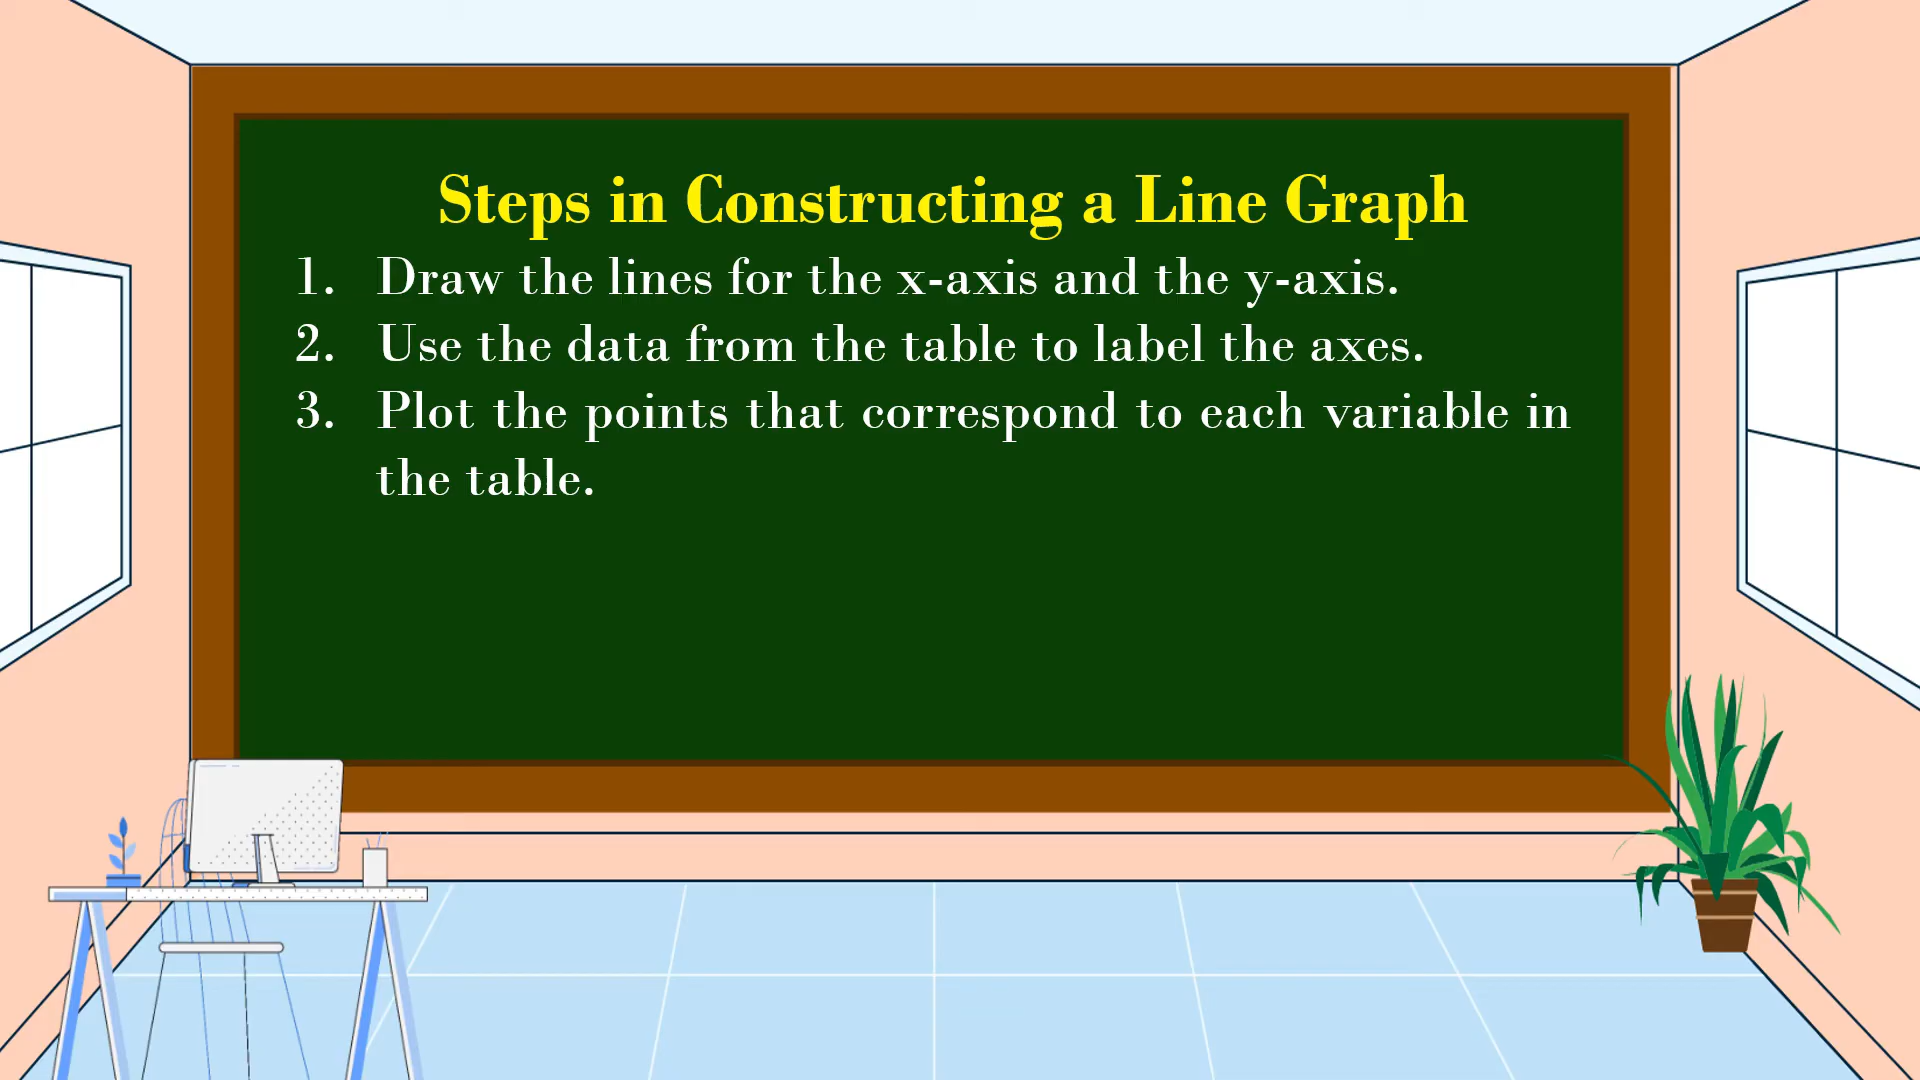 Steps in Constructing a Line Graph
1. Draw the lines for the x-axis and the y-axis.
2. Use the data from the table to label the axes.
3. Plot the points that correspond to each variable in
the table.